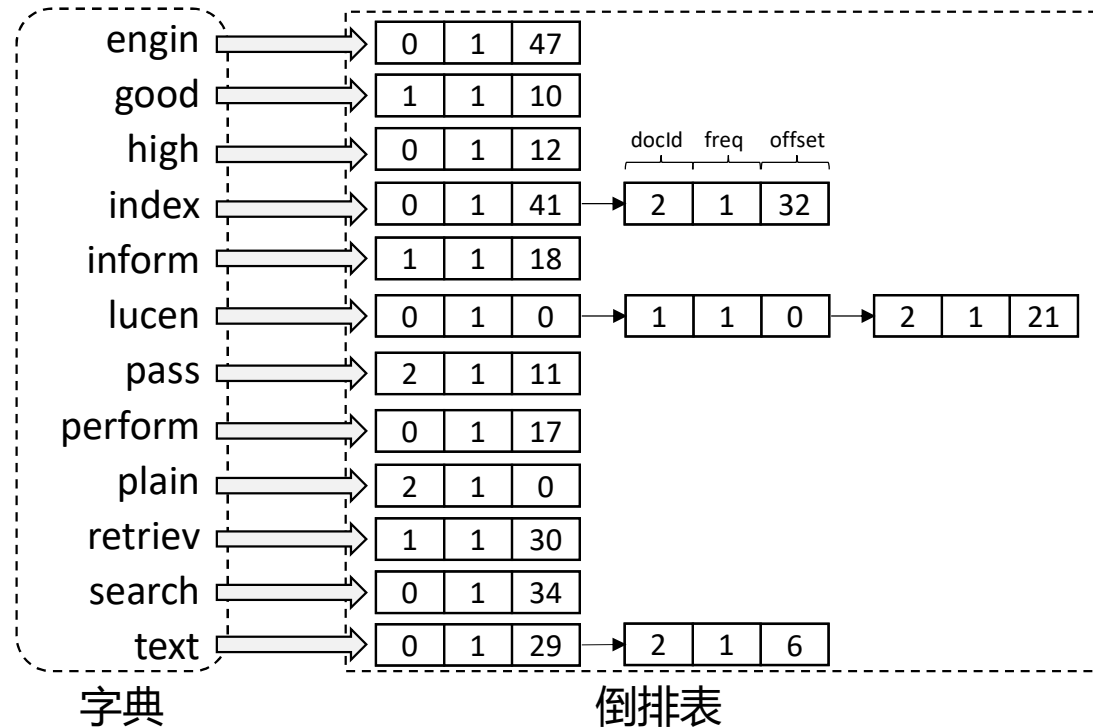 engin 0 1 47
good 1 1 10
high 0 1 12
docId freq offset
index 0 1 41 2 1 32
inform 1 1 18
lucen 0 1 0 1 1 0 2 1 21
pass 2 1 11
perform 0 1 17
plain 2 1 0
retriev 1 1 30
search 0 1 34
text 0 1 29 2 1 6
字典 倒排表